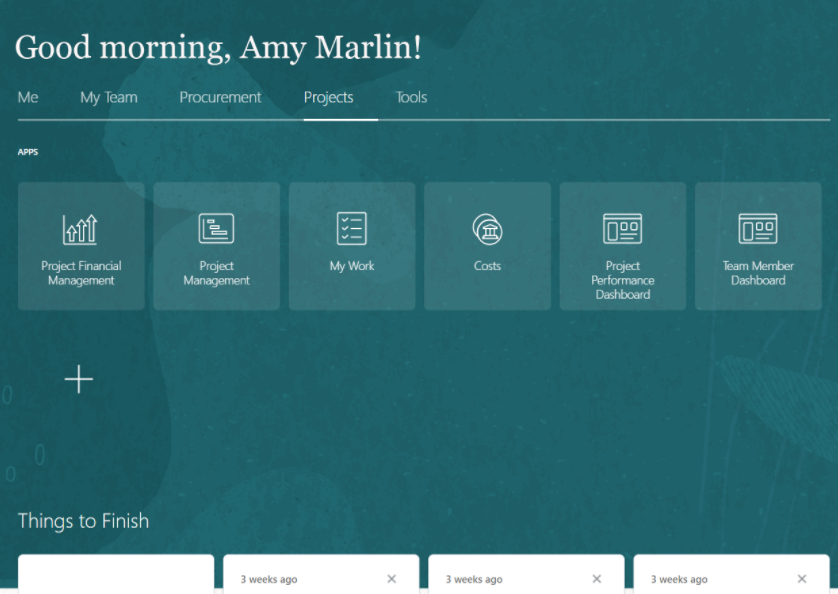 Good morning, Amy Marlin!
Me My Team Procurement Projects Tools
APPS
Project Financial
Management
Project
Management
My Work
Costs
Project
Performance
Dashboard
Team Member
Dashboard
Things to Finish
3 weeks ago
3 weeks ago
3 weeks ago